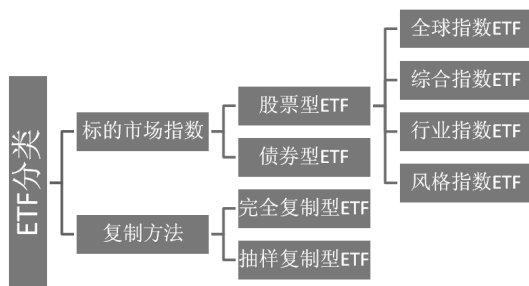 ETF分类
标的市场指数
股票型ETF
全球指数ETF
综合指数ETF
行业指数ETF
风格指数ETF
债券型ETF
复制方法
完全复制型ETF
抽样复制型ETF